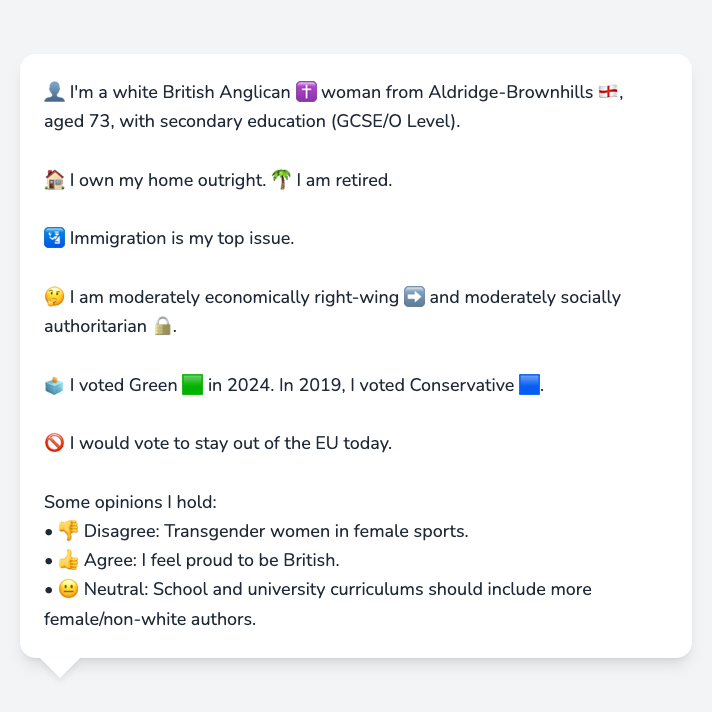 👤 I'm a white British Anglican ✝️ woman from Aldridge-Brownhills 🏴󠁧󠁢󠁥󠁮󠁧󠁿,
aged 73, with secondary education (GCSE/O Level).
🏠 I own my home outright. 🌴 I am retired.
🛂 Immigration is my top issue.
🤔 I am moderately economically right-wing ➡️ and moderately socially
authoritarian 🔒.
🗳️ I voted Green 🟩 in 2024. In 2019, I voted Conservative 🟦.
🚫 I would vote to stay out of the EU today.
Some opinions I hold:
• 👎 Disagree: Transgender women in female sports.
• 👍 Agree: I feel proud to be British.
• 😐 Neutral: School and university curriculums should include more
female/non-white authors.